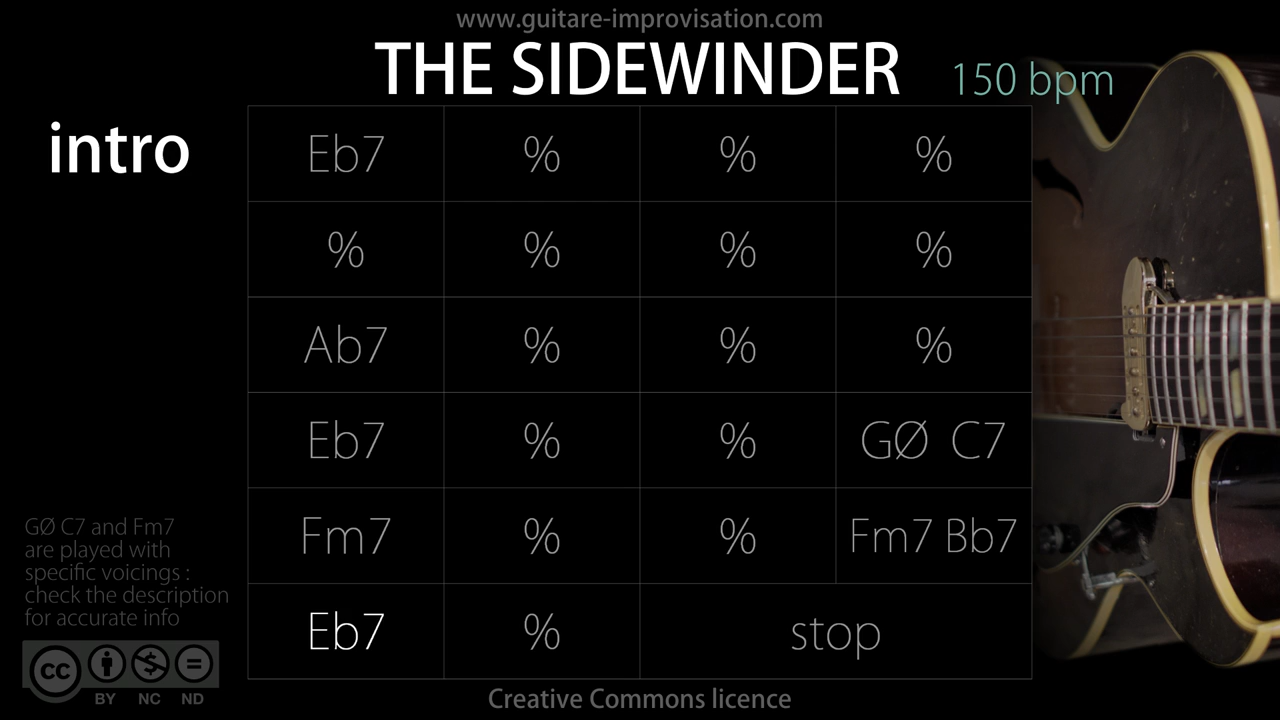 www.guitare-improvisation.com
THE SIDEWINDER 150 bpm
intro
Eb7 % % %
% % % %
Ab7 % % %
Eb7 % % GØ C7
Fm7 % % Fm7 Bb7
Eb7 % stop
GØ C7 and Fm7
are played with
specific voicings :
check the description
for accurate info
cc
BY NC ND
Creative Commons licence